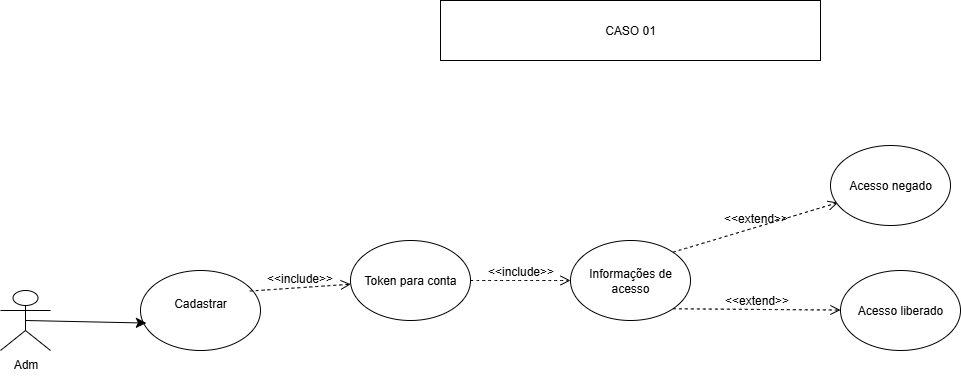 CASO 01
Acesso negado
<<extend>>
Informações de
acesso
<<include>>
Token para conta
<<include>>
Cadastrar
<<extend>>
Acesso liberado
Adm